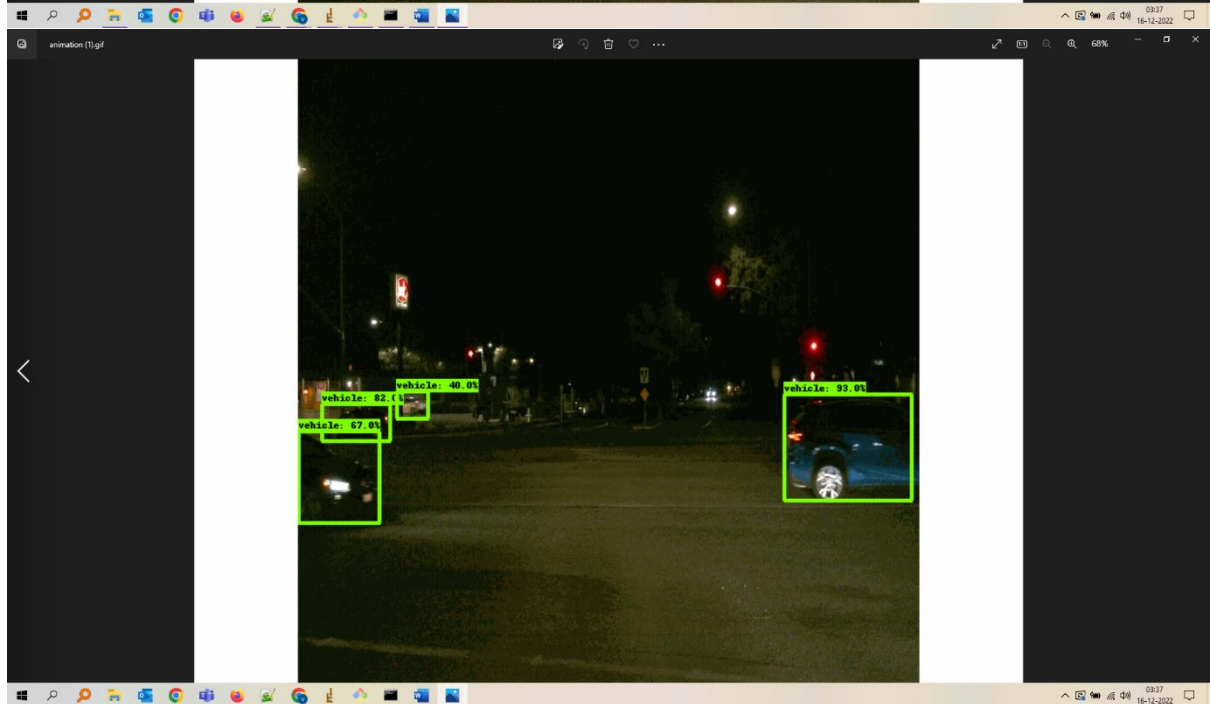 03:37
16-12-2022
animation (1).gif
68%
vehicle: 40.0%
vehicle: 82.
vehicle: 93.0%
vehicle: 67.0%
03:37
16-12-2022